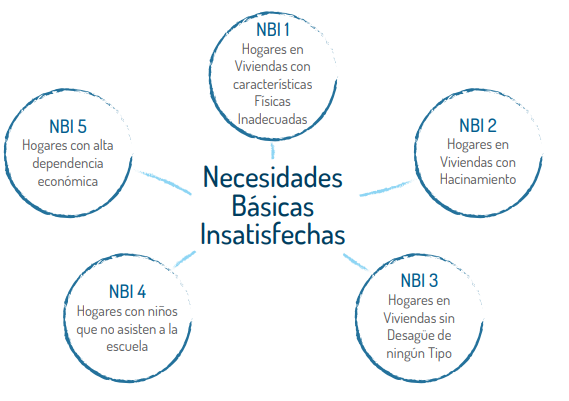 NBI 1
Hogares en
Viviendas con
características
Físicas
Inadecuadas
NBI 5
Hogares con alta
dependencia
económica
NBI 2
Hogares en
Viviendas con
Hacinamiento
Necesidades
Básicas
Insatisfechas
NBI 4
Hogares con niños
que no asisten a la
escuela
NBI 3
Hogares en
Viviendas sin
Desagüe de
ningún Tipo